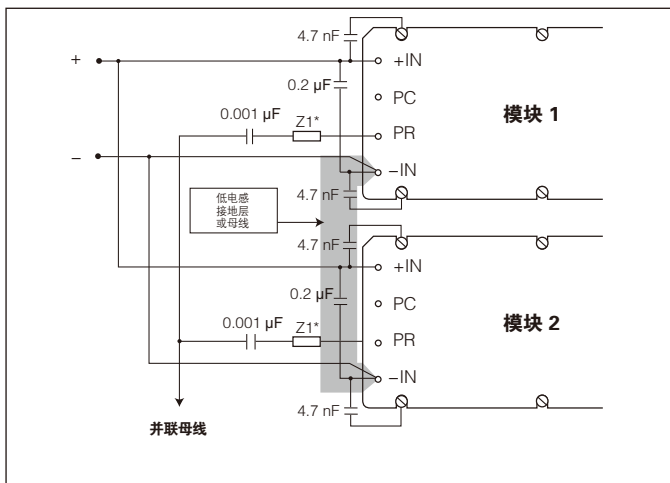 4.7 nF
+
+IN
0.2 µF
PC
模块 1
0.001 µF
Z1*
PR
−
−IN
4.7 nF
低电感
接地层
或母线
4.7 nF
+IN
0.2 µF
PC
模块 2
0.001 µF
Z1*
PR
−IN
4.7 nF
并联母线